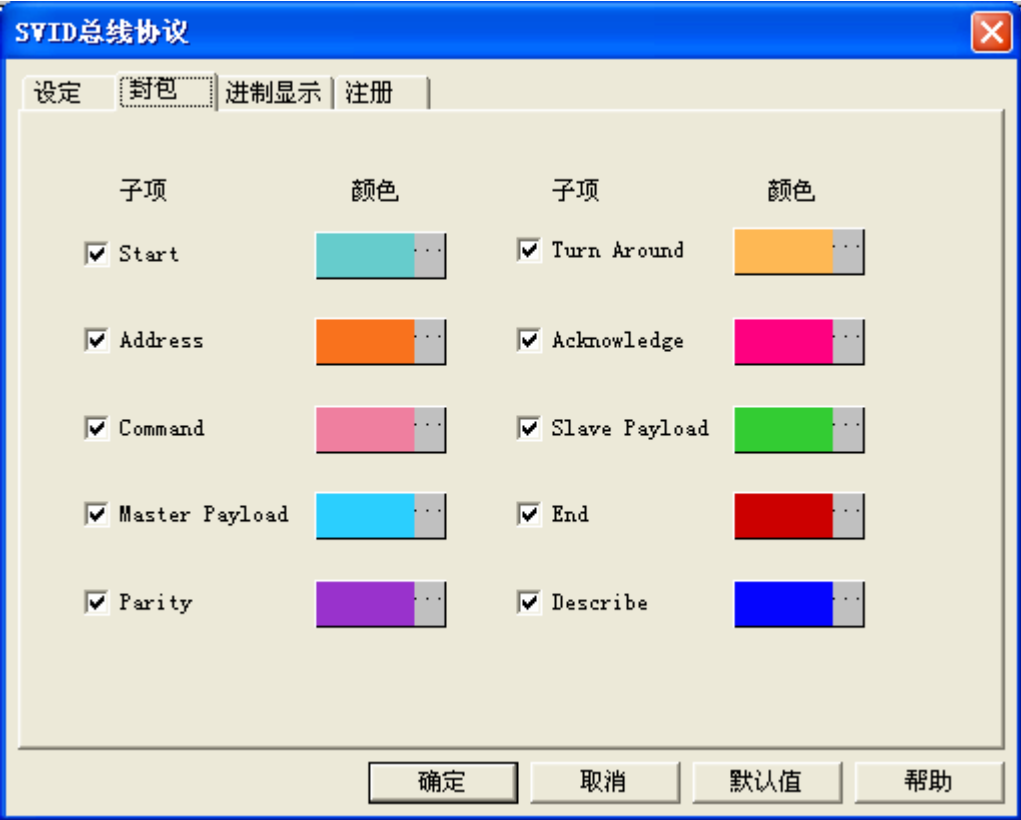 SVID总线协议
设定 封包 进制显示 注册
子项 颜色 子项 颜色
Start ... Turn Around ...
Address ... Acknowledge ...
Command ... Slave Payload ...
Master Payload ... End ...
Parity ... Describe ...
确定 取消 默认值 帮助